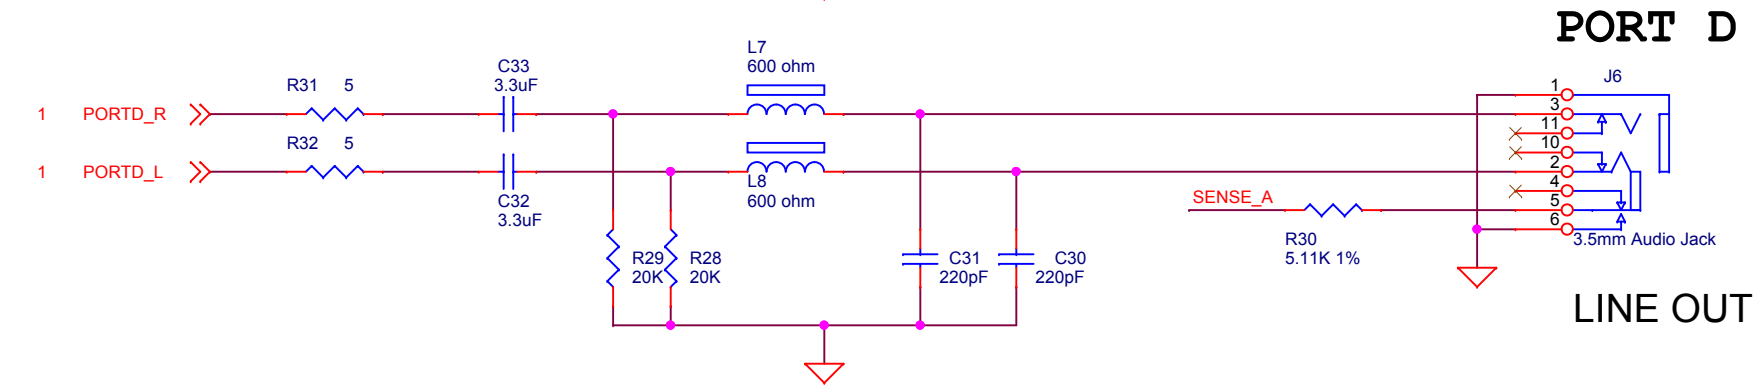 PORT D
L7
600 ohm
C33
3.3uF
R31 5
J6
1 PORTD_R
1
3
11
10
2
4
5
6
R32 5
1 PORTD_L
L8
600 ohm
C32
3.3uF
SENSE_A
R30
5.11K 1%
3.5mm Audio Jack
R29
20K
R28
20K
C31
220pF
C30
220pF
LINE OUT